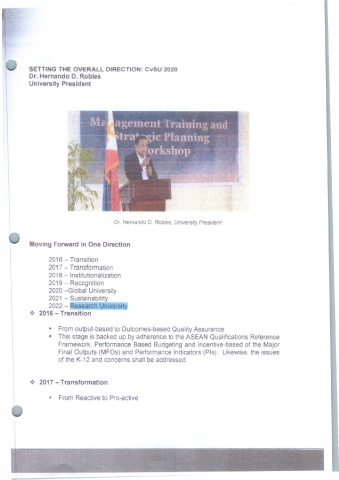 SETTING THE OVERALL DIRECTION: CvSU 2020
Dr. Hernando D. Robles
University President
Management Training and
Strategic Planning
Workshop
Dr. Hernando D. Robles, University President
Moving Forward in One Direction
2016 – Transition
2017 – Transformation
2018 – Institutionalization
2019 – Recognition
2020 –Global University
2021 – Sustainability
2022 – Research University
❖ 2016 – Transition
• From output-based to Outcomes-based Quality Assurance
• This stage is backed up by adherence to the ASEAN Qualifications Reference
Framework, Performance Based Budgeting and incentive-based of the Major
Final Outputs (MFOs) and Performance Indicators (PIs). Likewise, the issues
of the K-12 and concerns shall be addressed.
❖ 2017 – Transformation
• From Reactive to Pro-active